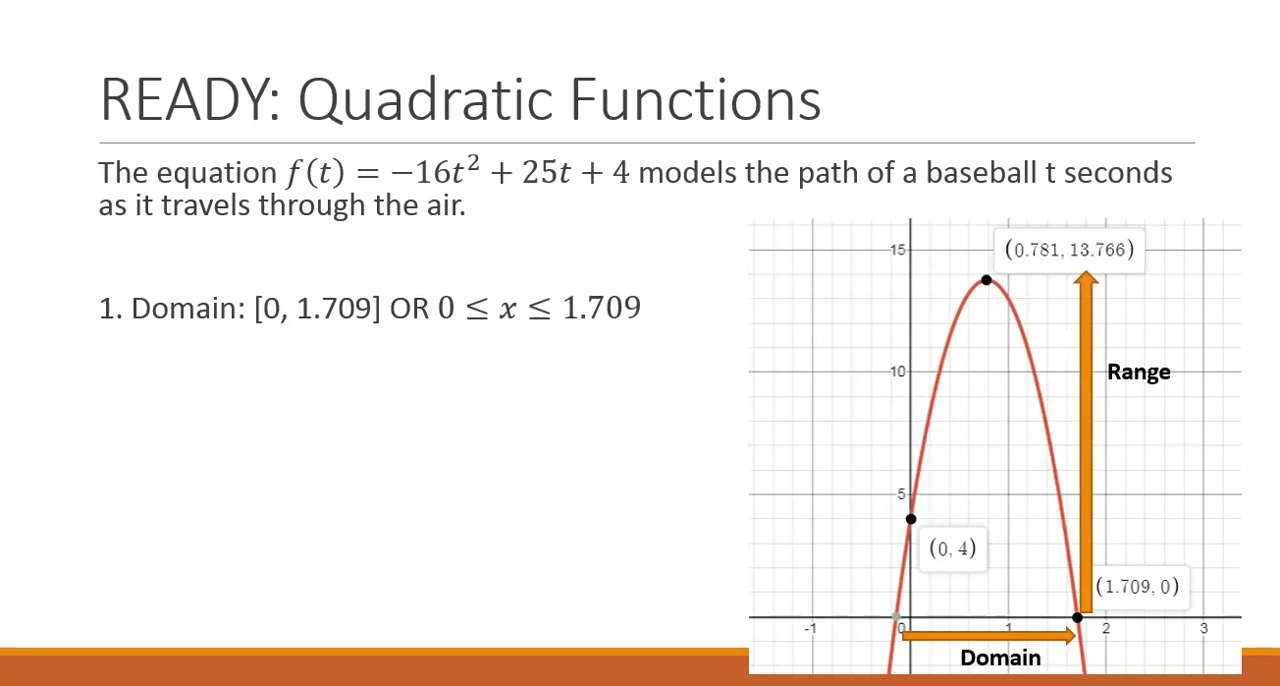 READY: Quadratic Functions
The equation f(t) = −16t² + 25t + 4 models the path of a baseball t seconds
as it travels through the air.
1. Domain: [0, 1.709] OR 0 ≤ x ≤ 1.709
15
(0.781, 13.766)
10
Range
5
(0, 4)
(1.709, 0)
-1
0
1
2
3
Domain